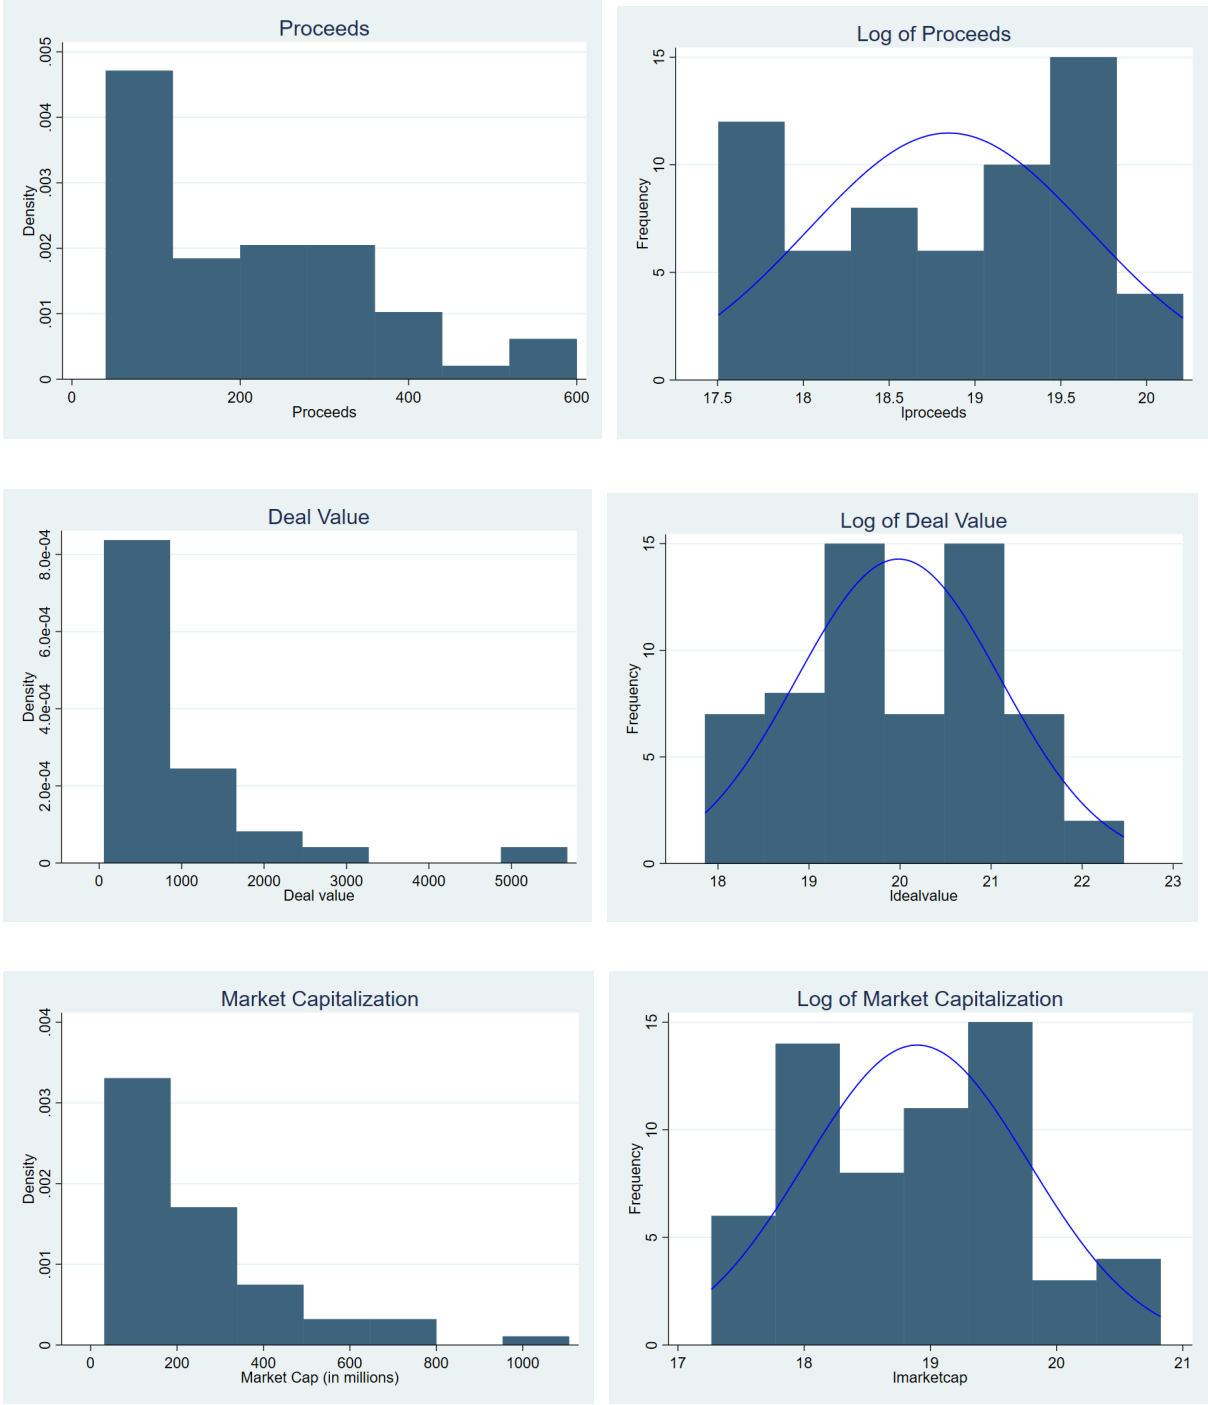 Proceeds
.005
.004
.003
.002
.001
0
Density
0 200 400 600
Proceeds
Log of Proceeds
15
10
5
0
Frequency
17.5 18 18.5 19 19.5 20
lproceeds
Deal Value
8.0e-04
6.0e-04
4.0e-04
2.0e-04
0
Density
0 1000 2000 3000 4000 5000
Deal value
Log of Deal Value
15
10
5
0
Frequency
18 19 20 21 22 23
ldealvalue
Market Capitalization
.004
.003
.002
.001
0
Density
0 200 400 600 800 1000
Market Cap (in millions)
Log of Market Capitalization
15
10
5
0
Frequency
17 18 19 20 21
lmarketcap